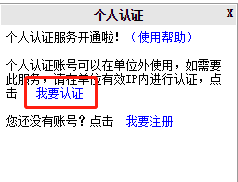 个人认证 X
个人认证服务开通啦！（使用帮助）
个人认证账号可以在单位外使用，如需要
此服务，请在单位有效IP内进行认证，点
击 我要认证
您还没有账号？点击 我要注册